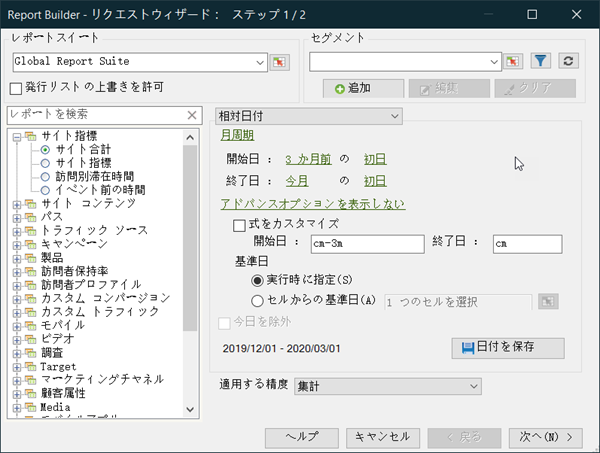 Report Builder - リクエストウィザード： ステップ 1 / 2
レポートスイート
Global Report Suite
発行リストの上書きを許可
セグメント
追加
編集
クリア
レポートを検索
サイト指標
サイト合計
サイト指標
訪問別滞在時間
イベント前の時間
サイト コンテンツ
パス
トラフィック ソース
キャンペーン
製品
訪問者保持率
訪問者プロファイル
カスタム コンバージョン
カスタム トラフィック
モバイル
ビデオ
調査
Target
マーケティングチャネル
顧客属性
Media
相対日付
月周期
開始日： 3 か月前 の 初日
終了日： 今月 の 初日
アドバンスオプションを表示しない
式をカスタマイズ
開始日： cm-3m 終了日： cm
基準日
実行時に指定(S)
セルからの基準日(A) 1 つのセルを選択
今日を除外
2019/12/01 - 2020/03/01
日付を保存
適用する精度 集計
ヘルプ
キャンセル
< 戻る
次へ(N) >